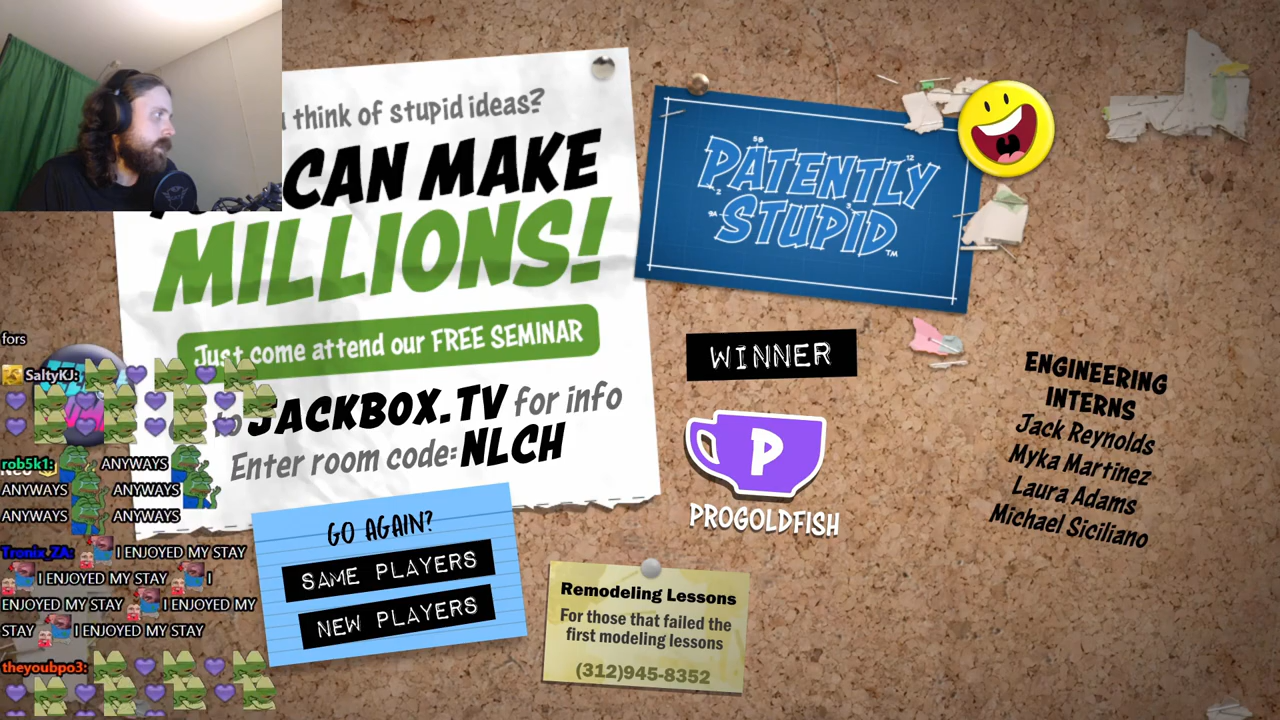 think of stupid ideas?
CAN MAKE
MILLIONS!
Just come attend our FREE SEMINAR
to JACKBOX.TV for info
Enter room code: NLCH
PATENTLY
STUPID™
WINNER
P
PROGOLDFISH
ENGINEERING
INTERNS
Jack Reynolds
Myka Martinez
Laura Adams
Michael Siciliano
GO AGAIN?
SAME PLAYERS
NEW PLAYERS
Remodeling Lessons
For those that failed the
first modeling lessons
(312)945-8352
fors
SaltyKJ:
rob5k1: ANYWAYS
ANYWAYS ANYWAYS
ANYWAYS ANYWAYS
Tronix_ZA: I ENJOYED MY STAY
I ENJOYED MY STAY I
ENJOYED MY STAY I ENJOYED MY
STAY I ENJOYED MY STAY
theyoubpo3: